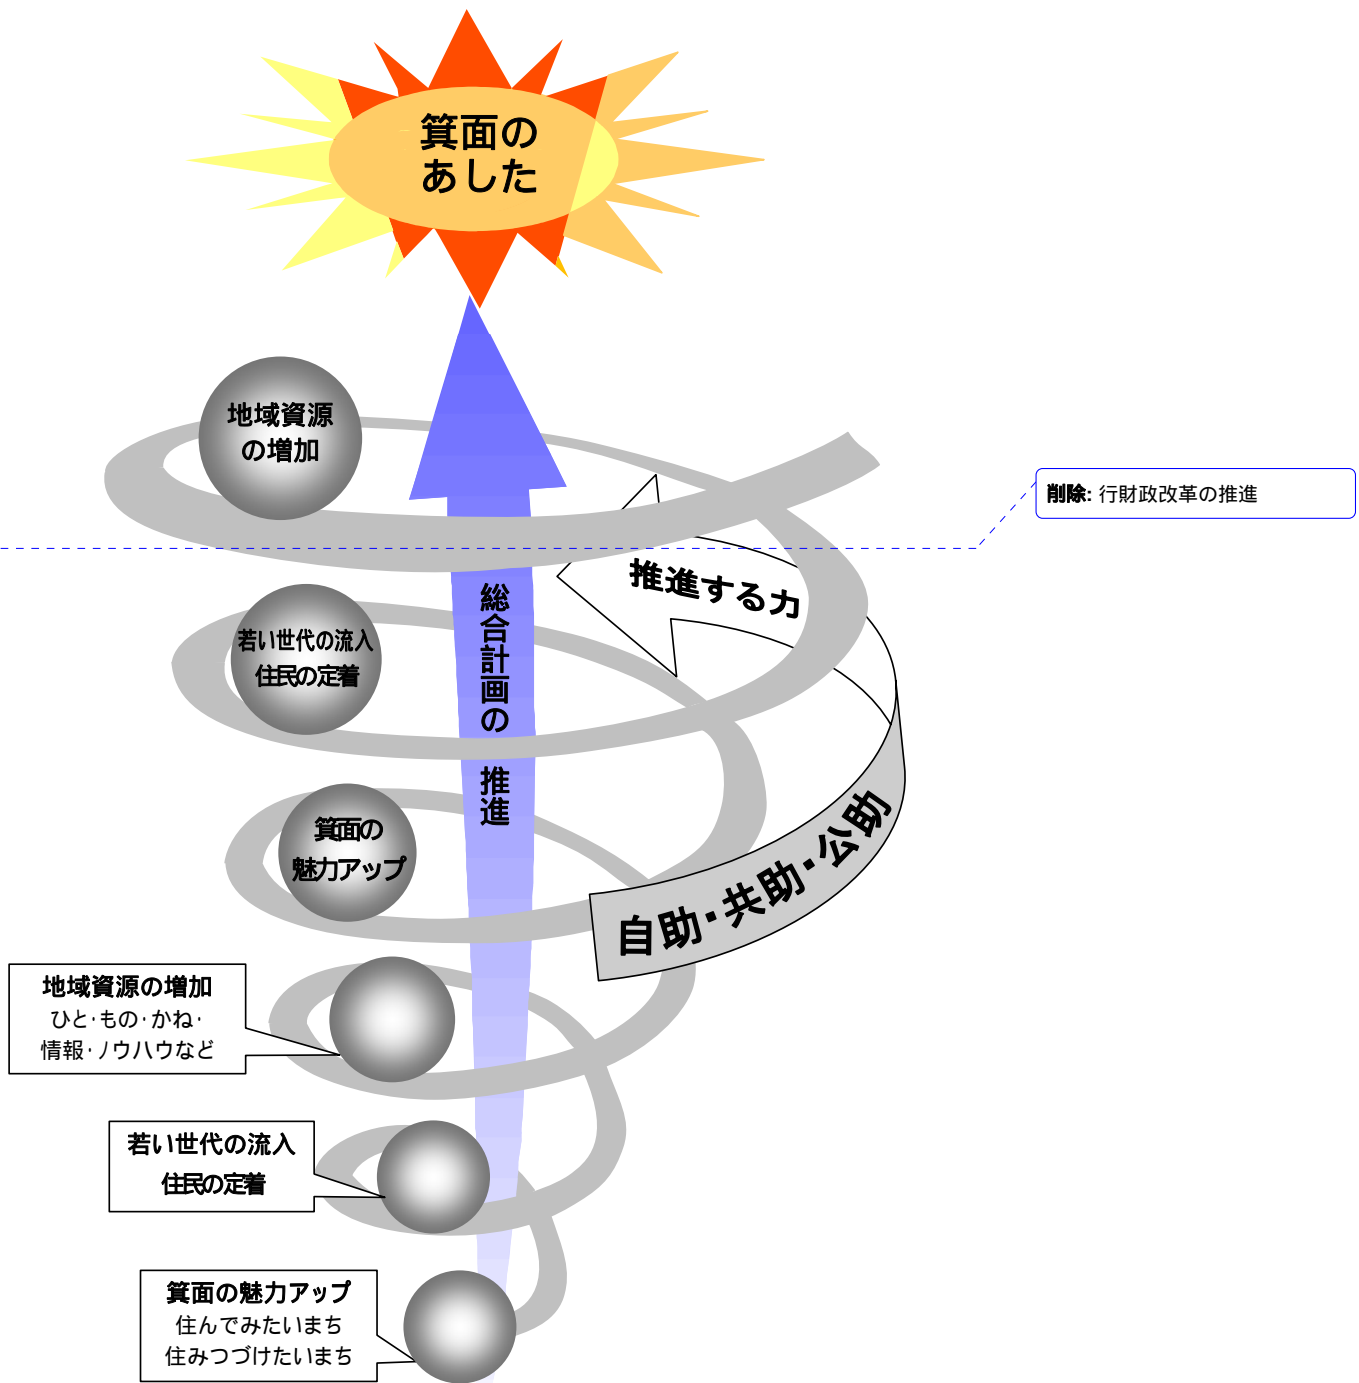 箕面の
あした
地域資源
の増加
削除: 行財政改革の推進
推進する力
総合計画の 推進
若い世代の流入
住民の定着
箕面の
魅力アップ
自助・共助・公助
地域資源の増加
ひと・もの・かね・
情報・ノウハウなど
若い世代の流入
住民の定着
箕面の魅力アップ
住んでみたいまち
住みつづけたいまち